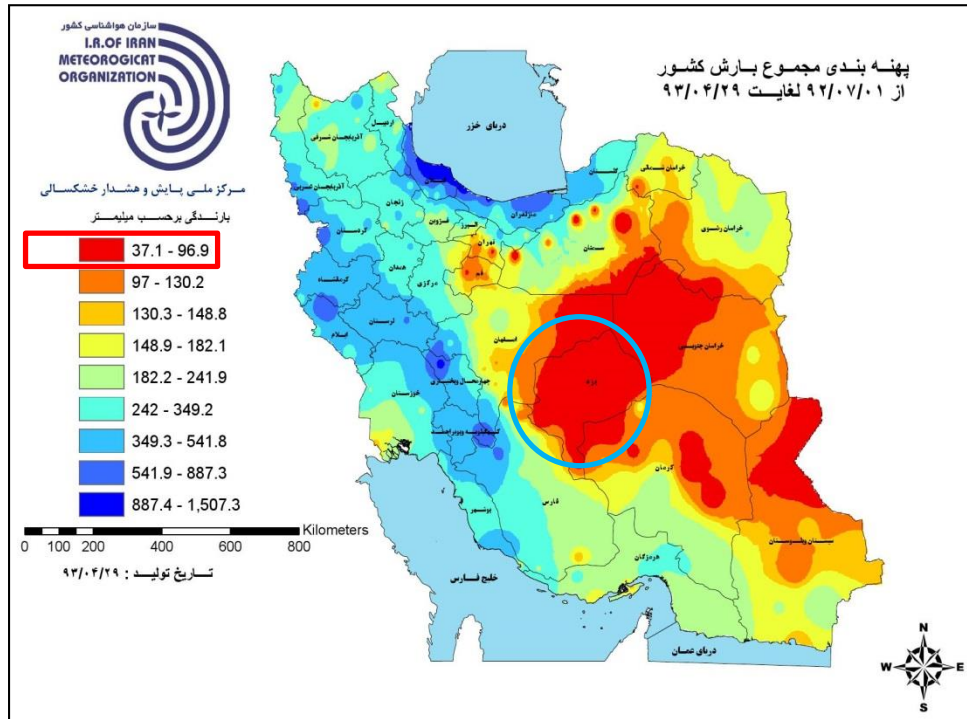 سازمان هواشناسی کشور
I.R.OF IRAN
METEOROGICAT
ORGANIZATION
مرکز ملی پایش و هشدار خشکسالی
پهنه بندی مجموع بارش کشور
از ۹۲/۰۷/۰۱ لغایت ۹۳/۰۴/۲۹
بارندگی برحسب میلیمتر
37.1 - 96.9
97 - 130.2
130.3 - 148.8
148.9 - 182.1
182.2 - 241.9
242 - 349.2
349.3 - 541.8
541.9 - 887.3
887.4 - 1,507.3
Kilometers
0 100 200 400 600 800
تاریخ تولید : ۹۳/۰۴/۲۹
دریای خزر
اردبیل
آذربایجان شرقی
آذربایجان غربی
گیلان
زنجان
کردستان
قزوین
البرز
تهران
مازندران
گلستان
خراسان شمالی
خراسان رضوی
سمنان
قم
همدان
مرکزی
کرمانشاه
لرستان
ایلام
اصفهان
یزد
خراسان جنوبی
چهارمحال وبختیاری
خوزستان
کهگیلویه وبویراحمد
کرمان
فارس
بوشهر
هرمزگان
سیستان وبلوچستان
خلیج فارس
دریای عمان
N
W
E
S